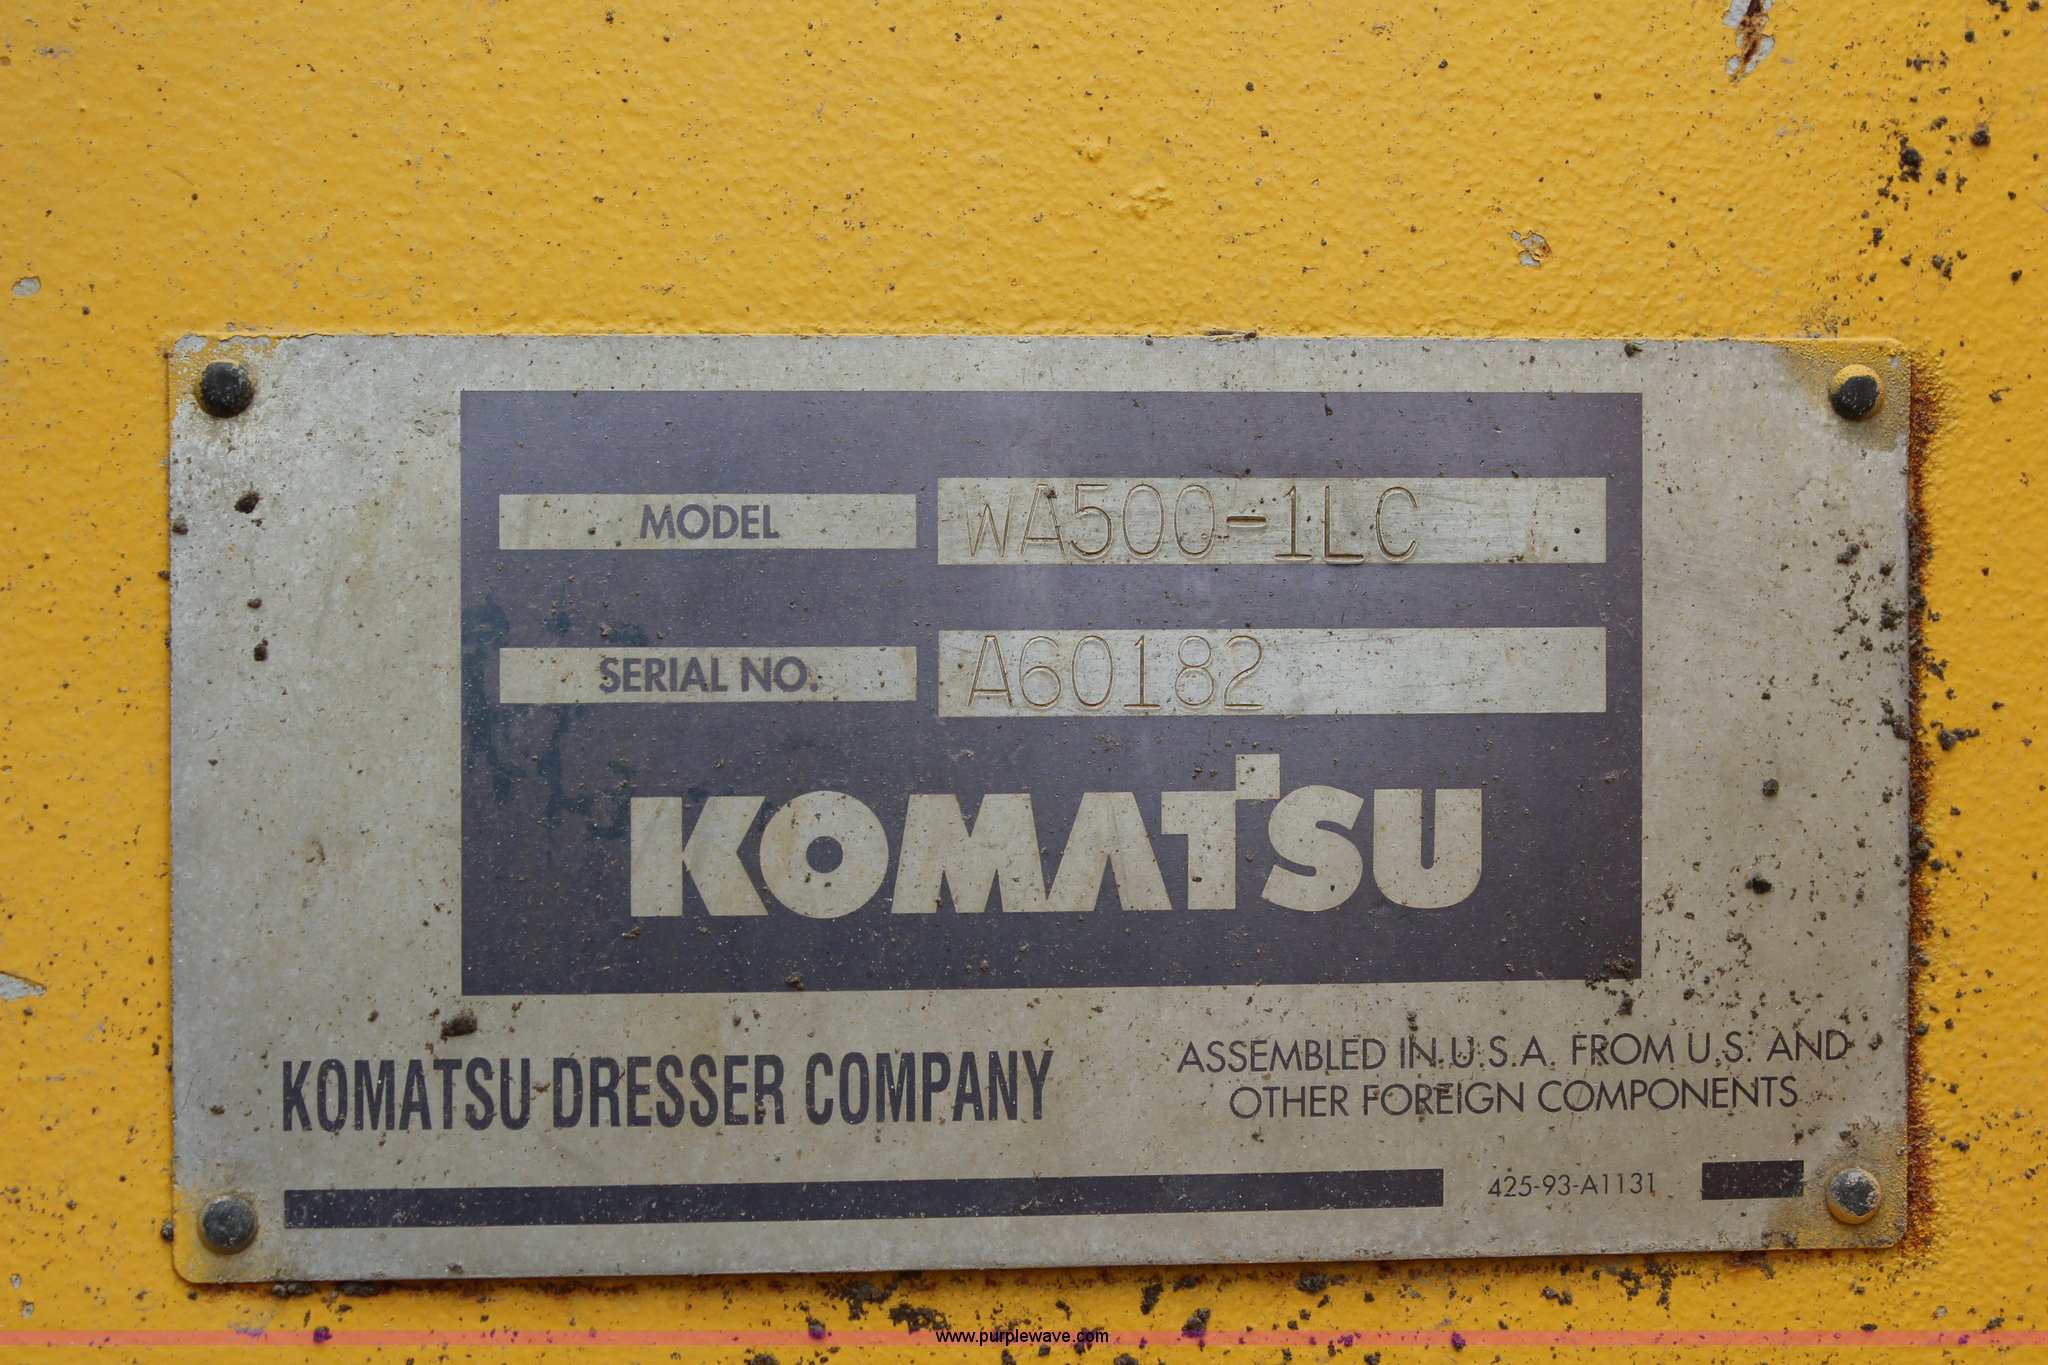 MODEL WA500-1LC
SERIAL NO. A60182
KOMATSU
KOMATSU DRESSER COMPANY
ASSEMBLED IN U.S.A. FROM U.S. AND
OTHER FOREIGN COMPONENTS
425-93-A1131
www.purplewave.com